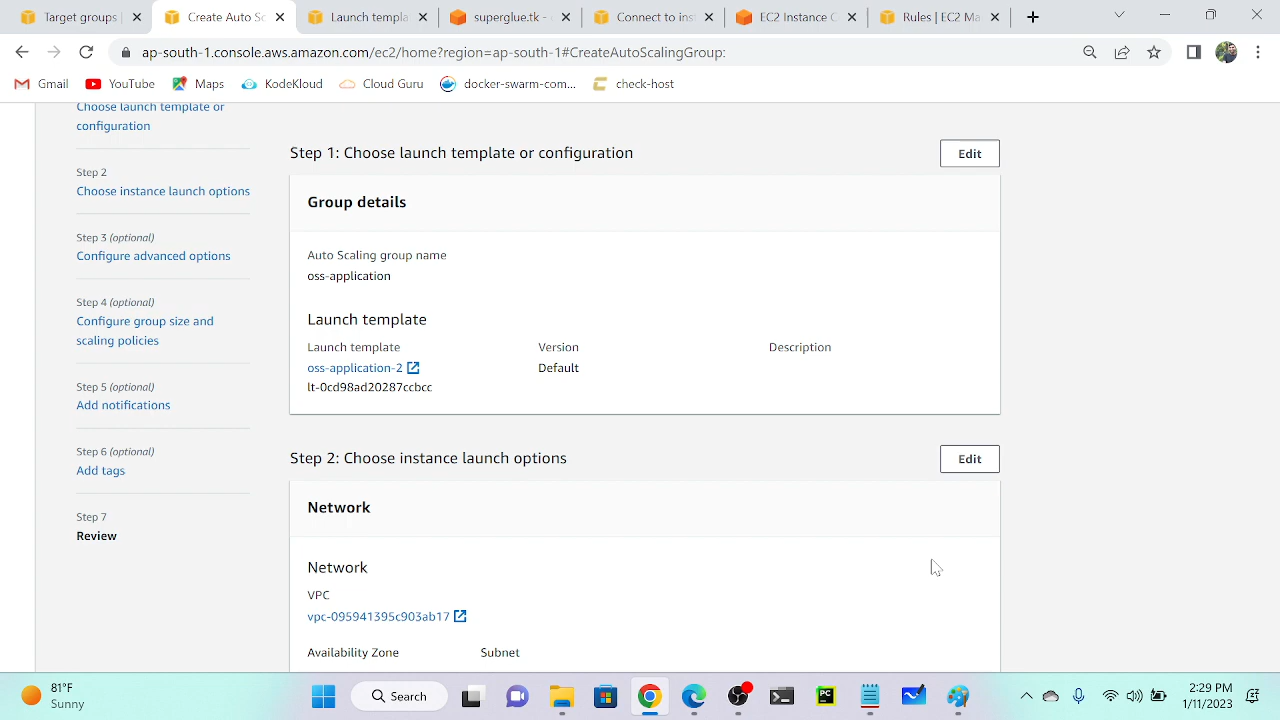 Target groups
Create Auto Sc
Launch templa
superglue.tk -
Connect to ins
EC2 Instance C
Rules | EC2 Ma
ap-south-1.console.aws.amazon.com/ec2/home?region=ap-south-1#CreateAutoScalingGroup:
Gmail
YouTube
Maps
KodeKloud
Cloud Guru
docker-swarm-com...
check-host
Choose launch template or
configuration
Step 2
Choose instance launch options
Step 3 (optional)
Configure advanced options
Step 4 (optional)
Configure group size and
scaling policies
Step 5 (optional)
Add notifications
Step 6 (optional)
Add tags
Step 7
Review
Step 1: Choose launch template or configuration
Edit
Group details
Auto Scaling group name
oss-application
Launch template
Launch template
Version
Description
oss-application-2
Default
lt-0cd98ad20287ccbcc
Step 2: Choose instance launch options
Edit
Network
Network
VPC
vpc-095941395c903ab17
Availability Zone
Subnet
81°F
Sunny
Search
PC
2:29 PM
1/11/2023